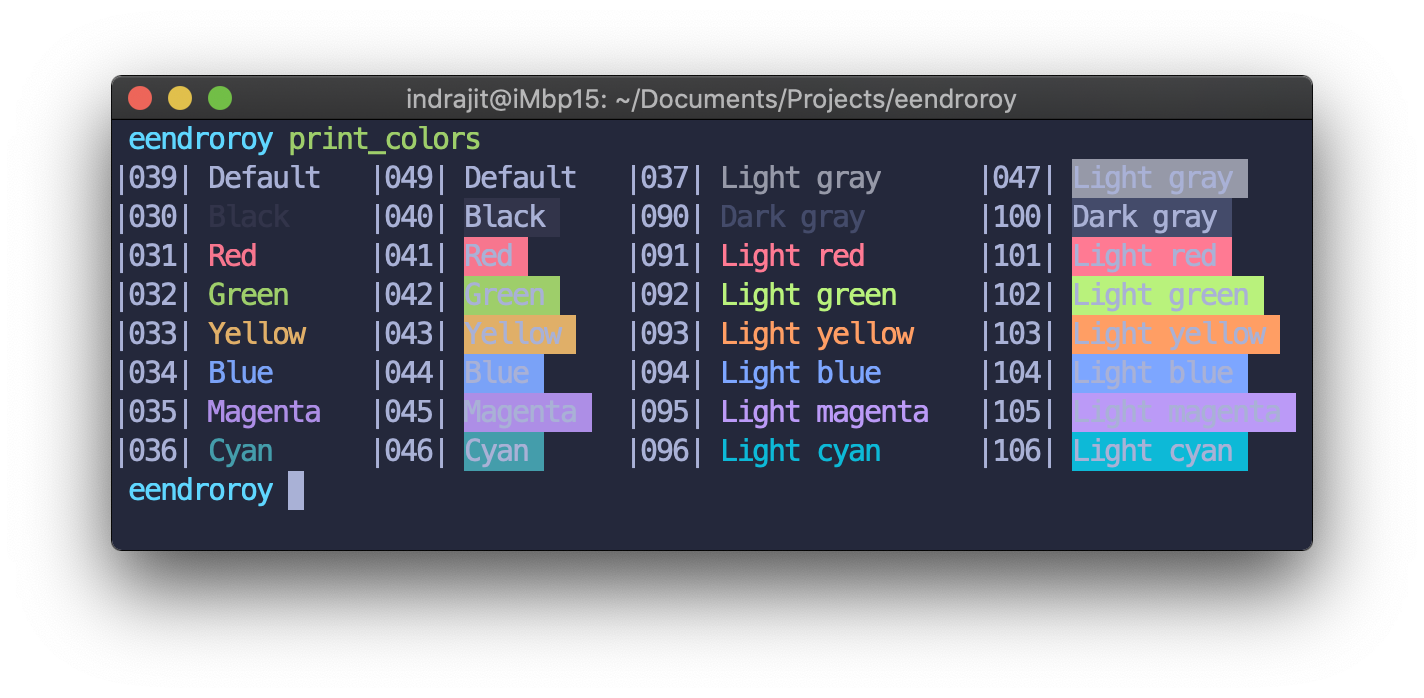 indrajit@iMbp15: ~/Documents/Projects/eendroroy
eendroroy print_colors
|039| Default |049| Default |037| Light gray |047| Light gray
|030| Black |040| Black |090| Dark gray |100| Dark gray
|031| Red |041| Red |091| Light red |101| Light red
|032| Green |042| Green |092| Light green |102| Light green
|033| Yellow |043| Yellow |093| Light yellow |103| Light yellow
|034| Blue |044| Blue |094| Light blue |104| Light blue
|035| Magenta |045| Magenta |095| Light magenta |105| Light magenta
|036| Cyan |046| Cyan |096| Light cyan |106| Light cyan
eendroroy